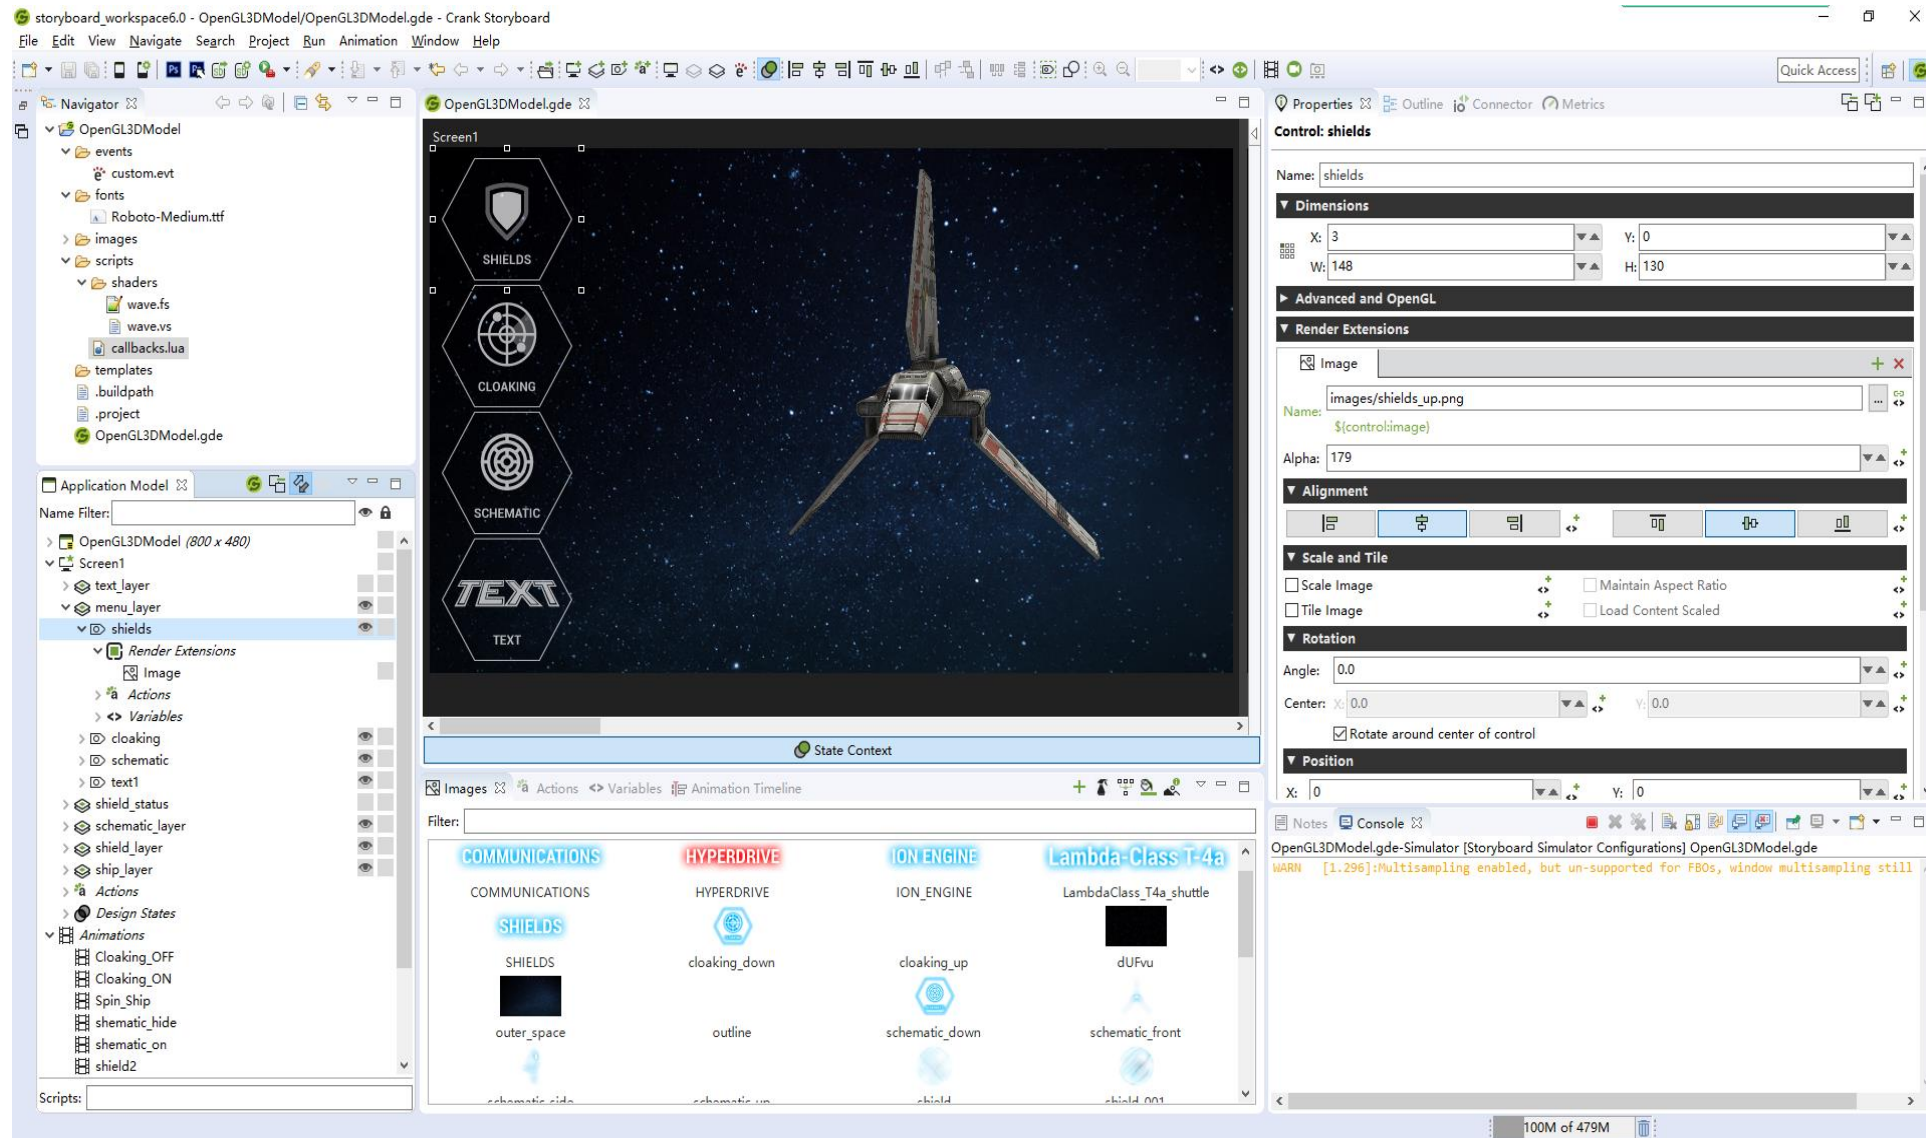 storyboard_workspace6.0 - OpenGL3DModel/OpenGL3DModel.gde - Crank Storyboard
File Edit View Navigate Search Project Run Animation Window Help
Quick Access
Navigator
OpenGL3DModel
events
custom.evt
fonts
Roboto-Medium.ttf
images
scripts
shaders
wave.fs
wave.vs
callbacks.lua
templates
.buildpath
.project
OpenGL3DModel.gde
Application Model
Name Filter:
OpenGL3DModel (800 x 480)
Screen1
text_layer
menu_layer
shields
Render Extensions
Image
Actions
Variables
cloaking
schematic
text1
shield_status
schematic_layer
shield_layer
ship_layer
Actions
Design States
Animations
Cloaking_OFF
Cloaking_ON
Spin_Ship
shematic_hide
shematic_on
shield2
Scripts:
OpenGL3DModel.gde
Screen1
SHIELDS
CLOAKING
SCHEMATIC
TEXT
TEXT
State Context
Images Actions Variables Animation Timeline
Filter:
COMMUNICATIONS HYPERDRIVE ION ENGINE Lambda-Class T-4a
COMMUNICATIONS HYPERDRIVE ION_ENGINE LambdaClass_T4a_shuttle
SHIELDS
SHIELDS cloaking_down cloaking_up dUFvu
outer_space outline schematic_down schematic_front
schematic_side schematic_up shield shield_001
Properties Outline Connector Metrics
Control: shields
Name: shields
Dimensions
X: 3 Y: 0
W: 148 H: 130
Advanced and OpenGL
Render Extensions
Image
Name: images/shields_up.png ...
${control:image}
Alpha: 179
Alignment
Scale and Tile
Scale Image Maintain Aspect Ratio
Tile Image Load Content Scaled
Rotation
Angle: 0.0
Center: X: 0.0 Y: 0.0
Rotate around center of control
Position
X: 0 Y: 0
Notes Console
OpenGL3DModel.gde-Simulator [Storyboard Simulator Configurations] OpenGL3DModel.gde
WARN [1.296]:Multisampling enabled, but un-supported for FBOs, window multisampling still
100M of 479M